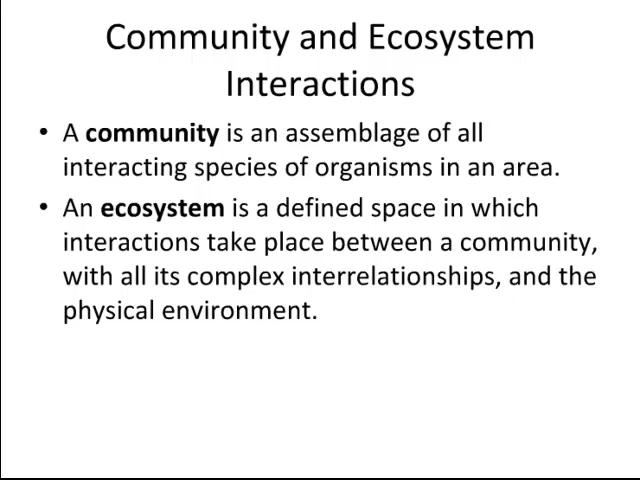 Community and Ecosystem
Interactions
• A community is an assemblage of all
interacting species of organisms in an area.
• An ecosystem is a defined space in which
interactions take place between a community,
with all its complex interrelationships, and the
physical environment.